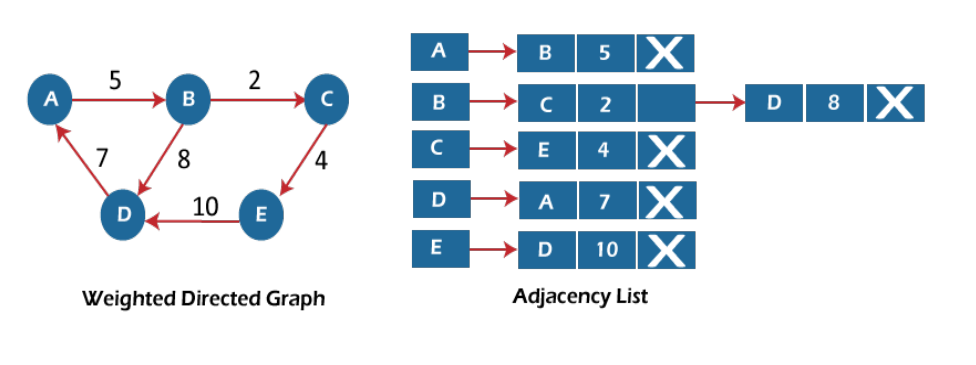 5
2
A
B
C
7
8
4
D
10
E
Weighted Directed Graph
A B 5 X
B C 2 D 8 X
C E 4 X
D A 7 X
E D 10 X
Adjacency List